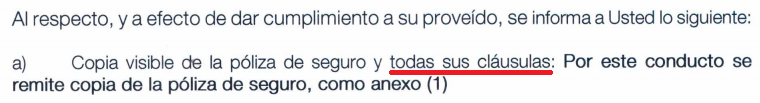 Al respecto, y a efecto de dar cumplimiento a su proveído, se informa a Usted lo siguiente:
a) Copia visible de la póliza de seguro y todas sus cláusulas: Por este conducto se
remite copia de la póliza de seguro, como anexo (1)